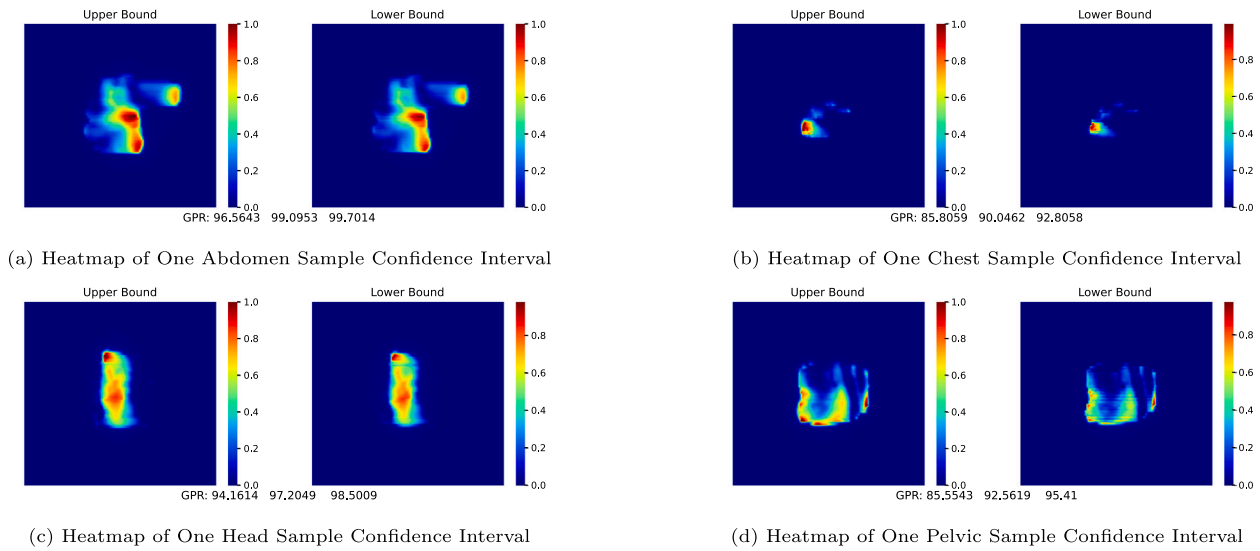 Upper Bound Lower Bound Upper Bound Lower Bound
1.0 1.0 1.0
0.8 0.8 0.8 0.8
0.6 0.6 0.6 0.6
0.4 0.4 0.4 0.4
0.2 0.2 0.2 0.2
0.0 0.0 0.0 0.0
GPR: 96.5643 99.0953 99.7014 GPR: 85.8059 90.0462 92.8058
(a) Heatmap of One Abdomen Sample Confidence Interval (b) Heatmap of One Chest Sample Confidence Interval
Upper Bound Lower Bound Upper Bound Lower Bound
1.0 1.0
0.8 0.8 0.8 0.8
0.6 0.6 0.6 0.6
0.4 0.4 0.4 0.4
0.2 0.2 0.2 0.2
0.0 0.0 0.0 0.0
GPR: 94.1614 97.2049 98.5009 GPR: 85.5543 92.5619 95.41
(c) Heatmap of One Head Sample Confidence Interval (d) Heatmap of One Pelvic Sample Confidence Interval